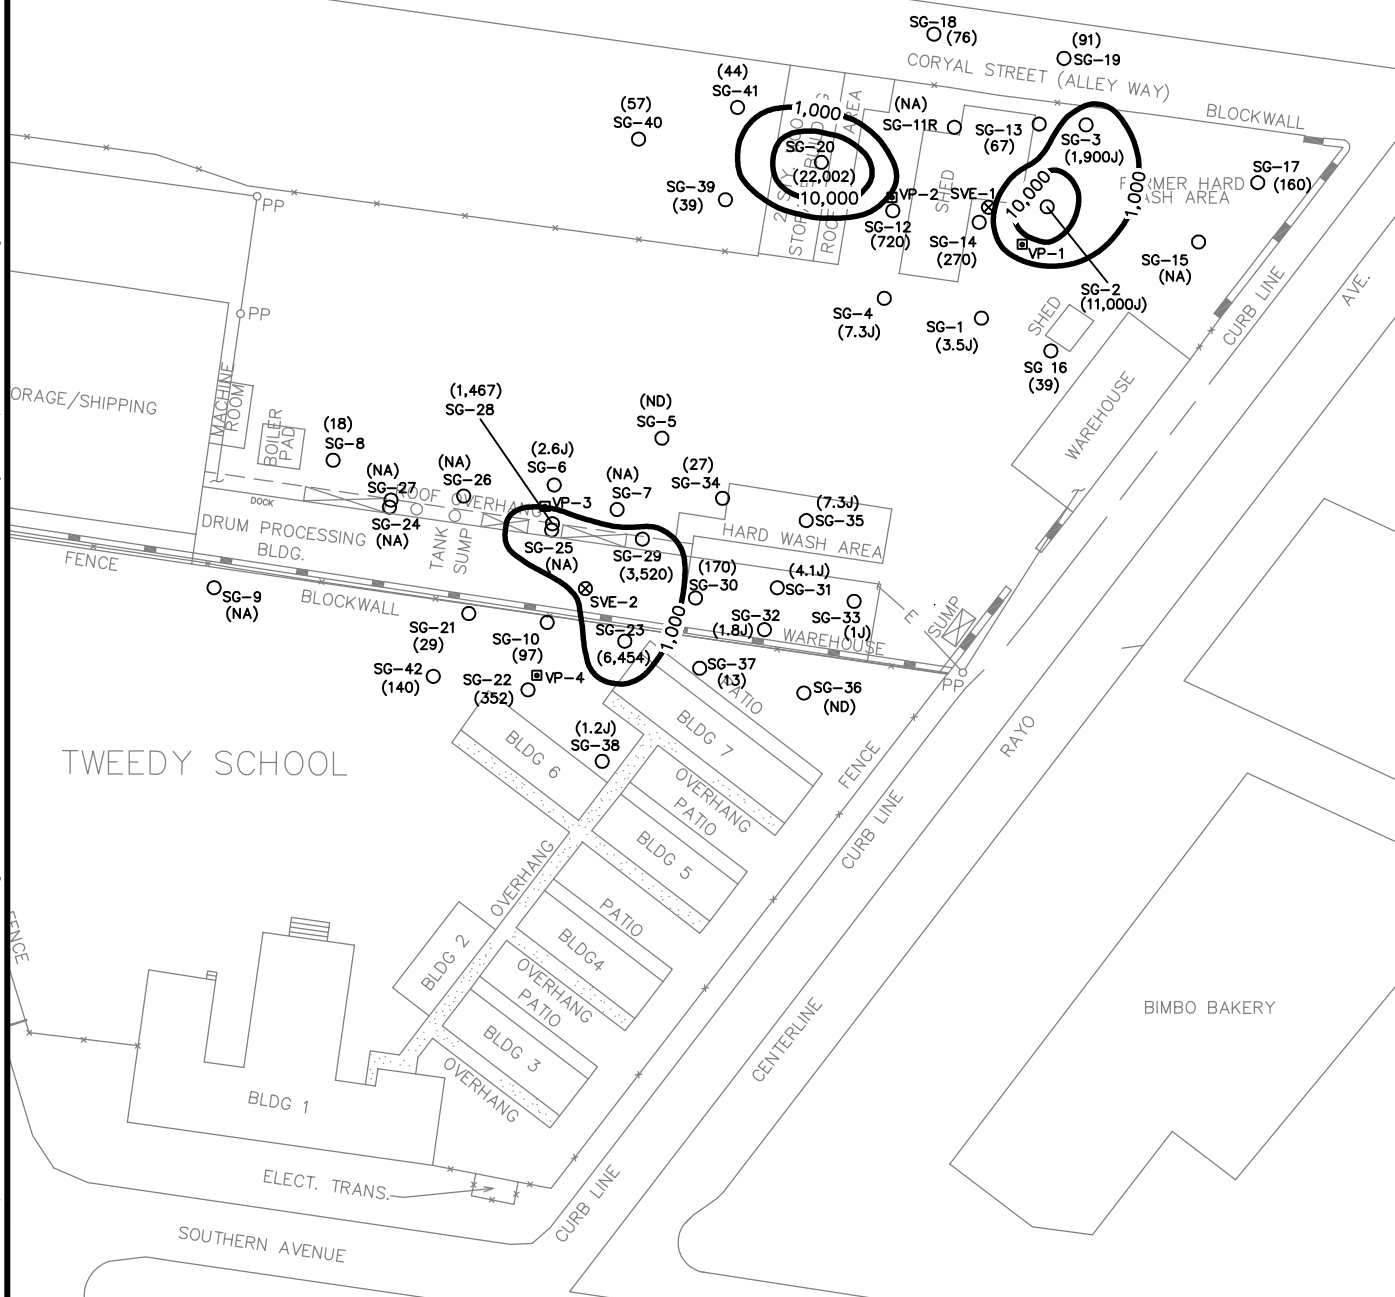 SG-18
(76)
(91)
SG-19
CORYAL STREET (ALLEY WAY)
BLOCKWALL
(44)
SG-41
(57)
SG-40
1,000
SG-20
(22,002)
10,000
AREA
(NA)
SG-11R
SG-13
(67)
SG-3
(1,900J)
SG-17
(160)
SG-39
(39)
VP-2
SG-12
(720)
SHED
SVE-1
SG-14
(270)
10,000
1,000
VP-1
SG-15
(NA)
SG-2
(11,000J)
PP
PP
SG-4
(7.3J)
SG-1
(3.5J)
SHED
SG 16
(39)
CURB LINE
AVE.
WAREHOUSE
ORAGE/SHIPPING
MACHINE
ROOM
BOILER
PAD
(18)
SG-8
(1,467)
SG-28
(ND)
SG-5
(NA)
SG-27
(NA)
SG-26
(2.6J)
SG-6
(NA)
SG-7
(27)
SG-34
(7.3J)
SG-35
DOCK
ROOF OVERHANG
VP-3
SG-24
(NA)
SG-25
(NA)
SG-29
(3,520)
HARD WASH AREA
DRUM PROCESSING
BLDG.
TANK
SUMP
FENCE
SG-9
(NA)
BLOCKWALL
SVE-2
(170)
SG-30
(4.1J)
SG-31
SG-32
(1.8J)
SG-33
(1J)
WAREHOUSE
SUMP
PP
SG-21
(29)
SG-10
(97)
SG-23
(6,454)
1,000
SG-42
(140)
SG-22
(352)
VP-4
SG-37
(13)
PATIO
SG-36
(ND)
(1.2J)
SG-38
TWEEDY SCHOOL
BLDG 6
BLDG 7
OVERHANG
PATIO
BLDG 5
FENCE
CURB LINE
RAYO
OVERHANG
PATIO
BLDG 2
BLDG4
OVERHANG
PATIO
BLDG 3
OVERHANG
BLDG 1
CENTERLINE
BIMBO BAKERY
FENCE
ELECT. TRANS.
CURB LINE
SOUTHERN AVENUE